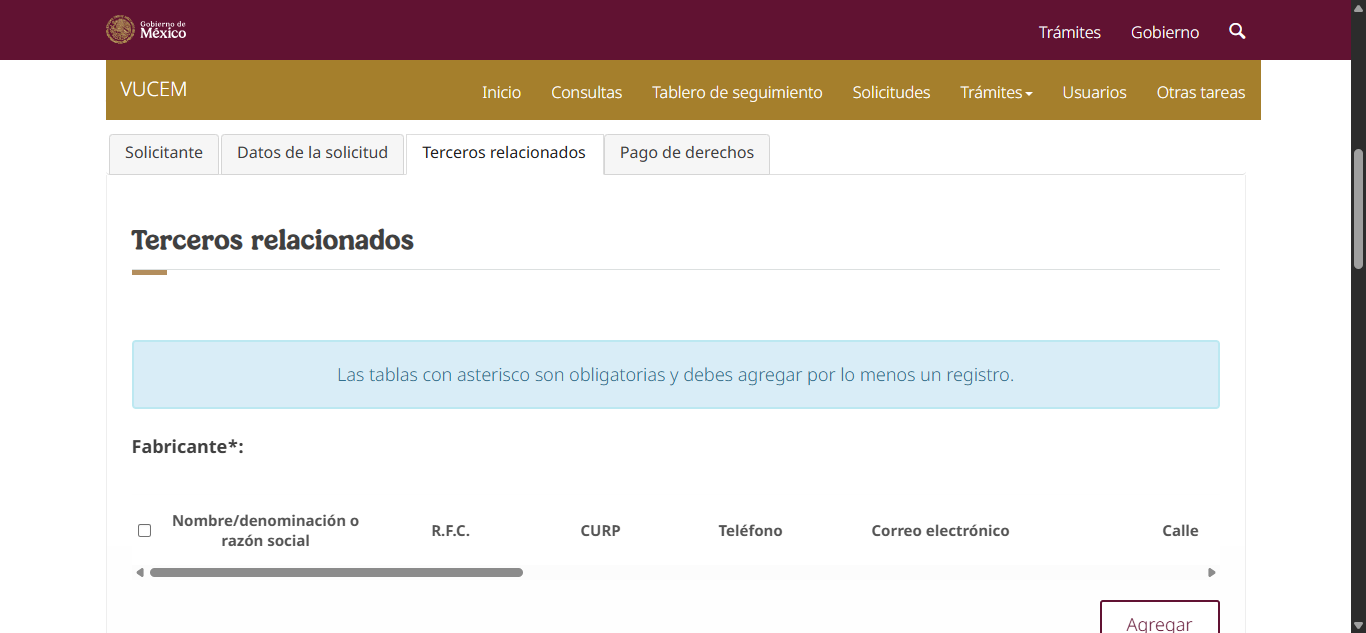 Gobierno de
México
Trámites
Gobierno
VUCEM
Inicio
Consultas
Tablero de seguimiento
Solicitudes
Trámites
Usuarios
Otras tareas
Solicitante
Datos de la solicitud
Terceros relacionados
Pago de derechos
Terceros relacionados
Las tablas con asterisco son obligatorias y debes agregar por lo menos un registro.
Fabricante*:
Nombre/denominación o
razón social
R.F.C.
CURP
Teléfono
Correo electrónico
Calle
Agregar